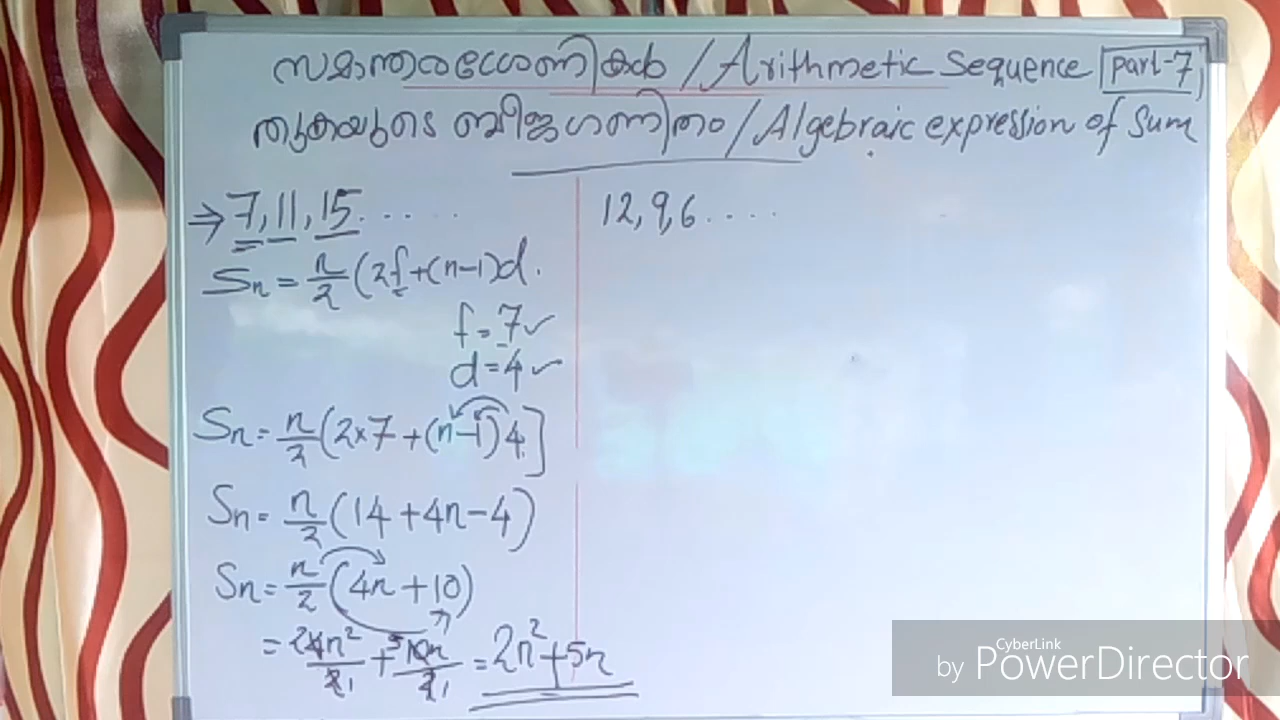 സമാന്തരശ്രേണികൾ / Arithmetic Sequence Part-7
തുകയുടെ ബീജഗണിതം / Algebraic expression of Sum
⇒ 7, 11, 15.....
Sn = n/2 (2f+(n-1)d.
f = 7 ✓
d = 4 ✓
Sn = n/2 (2×7 + (n-1)4]
Sn = n/2 (14 + 4n - 4)
Sn = n/2 (4n + 10)
= 4n²/2 + 10n/2 = 2n² + 5n
12, 9, 6....
CyberLink
by PowerDirector